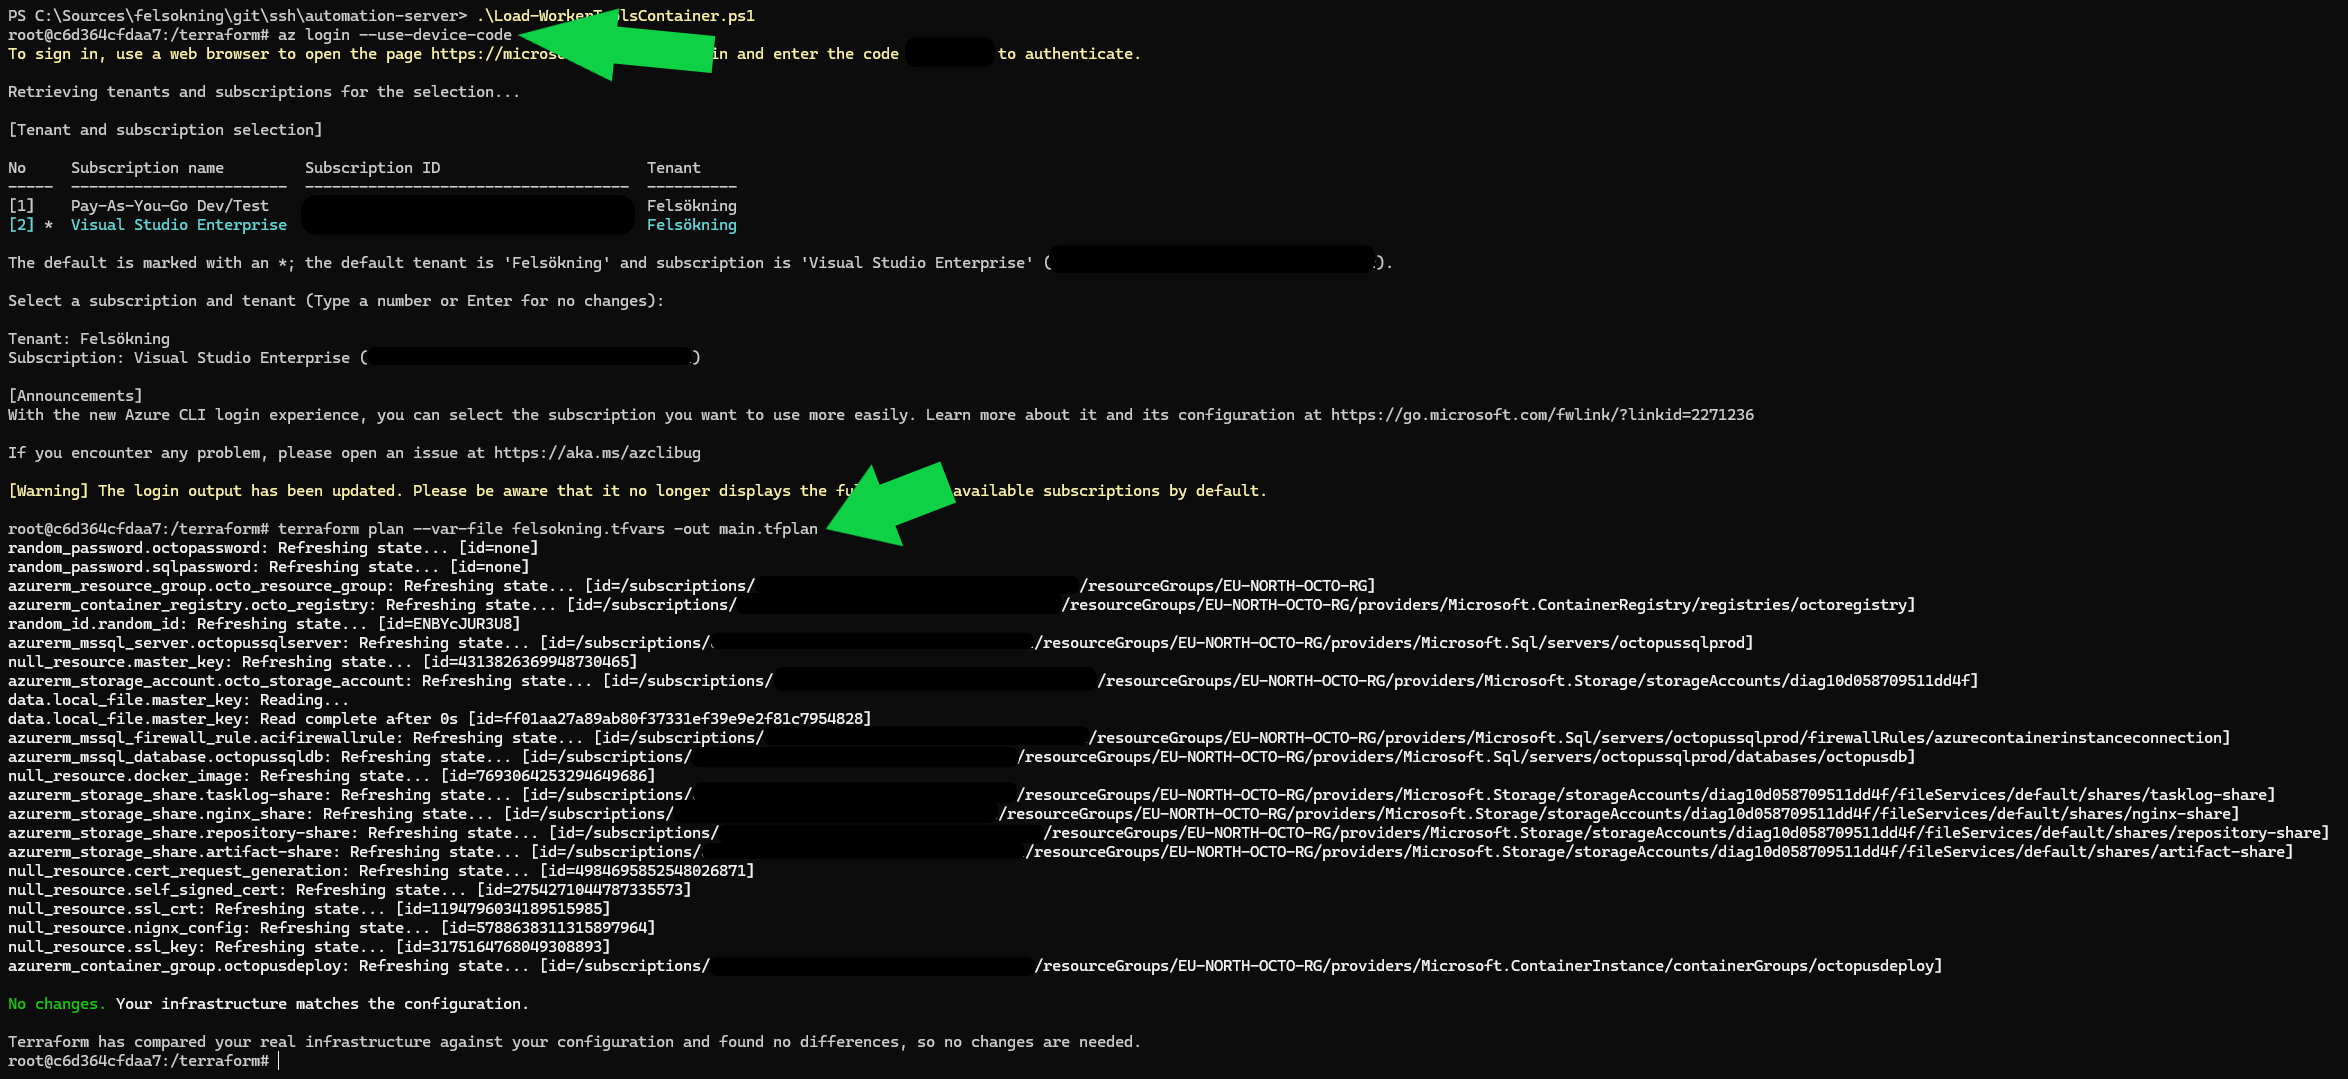 PS C:\Sources\felsokning\git\ssh\automation-server> .\Load-WorkerToolsContainer.ps1
root@c6d364cfdaa7:/terraform# az login --use-device-code
To sign in, use a web browser to open the page in and enter the code to authenticate.
Retrieving tenants and subscriptions for the selection...
[Tenant and subscription selection]
No Subscription name Subscription ID Tenant
----- ------------------------ ------------------------------------ ----------
[1] Pay-As-You-Go Dev/Test Felsökning
[2] * Visual Studio Enterprise Felsökning
The default is marked with an *; the default tenant is 'Felsökning' and subscription is 'Visual Studio Enterprise' ( ).
Select a subscription and tenant (Type a number or Enter for no changes):
Tenant: Felsökning
Subscription: Visual Studio Enterprise ( )
[Announcements]
With the new Azure CLI login experience, you can select the subscription you want to use more easily. Learn more about it and its configuration at https://go.microsoft.com/fwlink/?linkid=2271236
If you encounter any problem, please open an issue at https://aka.ms/azclibug
[Warning] The login output has been updated. Please be aware that it no longer displays the available subscriptions by default.
root@c6d364cfdaa7:/terraform# terraform plan --var-file felsokning.tfvars -out main.tfplan
random_password.octopassword: Refreshing state... [id=none]
random_password.sqlpassword: Refreshing state... [id=none]
azurerm_resource_group.octo_resource_group: Refreshing state... [id=/subscriptions/ /resourceGroups/EU-NORTH-OCTO-RG]
azurerm_container_registry.octo_registry: Refreshing state... [id=/subscriptions/ /resourceGroups/EU-NORTH-OCTO-RG/providers/Microsoft.ContainerRegistry/registries/octoregistry]
random_id.random_id: Refreshing state... [id=ENBYcJUR3U8]
azurerm_mssql_server.octopussqlserver: Refreshing state... [id=/subscriptions/ /resourceGroups/EU-NORTH-OCTO-RG/providers/Microsoft.Sql/servers/octopussqlprod]
null_resource.master_key: Refreshing state... [id=4313826369948730465]
azurerm_storage_account.octo_storage_account: Refreshing state... [id=/subscriptions/ /resourceGroups/EU-NORTH-OCTO-RG/providers/Microsoft.Storage/storageAccounts/diag10d058709511dd4f]
data.local_file.master_key: Reading...
data.local_file.master_key: Read complete after 0s [id=ff01aa27a89ab80f37331ef39e9e2f81c7954828]
azurerm_mssql_firewall_rule.acifirewallrule: Refreshing state... [id=/subscriptions/ /resourceGroups/EU-NORTH-OCTO-RG/providers/Microsoft.Sql/servers/octopussqlprod/firewallRules/azurecontainerinstanceconnection]
azurerm_mssql_database.octopussqldb: Refreshing state... [id=/subscriptions/ /resourceGroups/EU-NORTH-OCTO-RG/providers/Microsoft.Sql/servers/octopussqlprod/databases/octopusdb]
null_resource.docker_image: Refreshing state... [id=7693064253294649686]
azurerm_storage_share.tasklog-share: Refreshing state... [id=/subscriptions/ /resourceGroups/EU-NORTH-OCTO-RG/providers/Microsoft.Storage/storageAccounts/diag10d058709511dd4f/fileServices/default/shares/tasklog-share]
azurerm_storage_share.nginx_share: Refreshing state... [id=/subscriptions/ /resourceGroups/EU-NORTH-OCTO-RG/providers/Microsoft.Storage/storageAccounts/diag10d058709511dd4f/fileServices/default/shares/nginx-share]
azurerm_storage_share.repository-share: Refreshing state... [id=/subscriptions/ /resourceGroups/EU-NORTH-OCTO-RG/providers/Microsoft.Storage/storageAccounts/diag10d058709511dd4f/fileServices/default/shares/repository-share]
azurerm_storage_share.artifact-share: Refreshing state... [id=/subscriptions/ /resourceGroups/EU-NORTH-OCTO-RG/providers/Microsoft.Storage/storageAccounts/diag10d058709511dd4f/fileServices/default/shares/artifact-share]
null_resource.cert_request_generation: Refreshing state... [id=4984695852548026871]
null_resource.self_signed_cert: Refreshing state... [id=2754271044787335573]
null_resource.ssl_crt: Refreshing state... [id=1194796034189515985]
null_resource.nignx_config: Refreshing state... [id=5788638311315897964]
null_resource.ssl_key: Refreshing state... [id=3175164768049308893]
azurerm_container_group.octopusdeploy: Refreshing state... [id=/subscriptions/ /resourceGroups/EU-NORTH-OCTO-RG/providers/Microsoft.ContainerInstance/containerGroups/octopusdeploy]
No changes. Your infrastructure matches the configuration.
Terraform has compared your real infrastructure against your configuration and found no differences, so no changes are needed.
root@c6d364cfdaa7:/terraform#